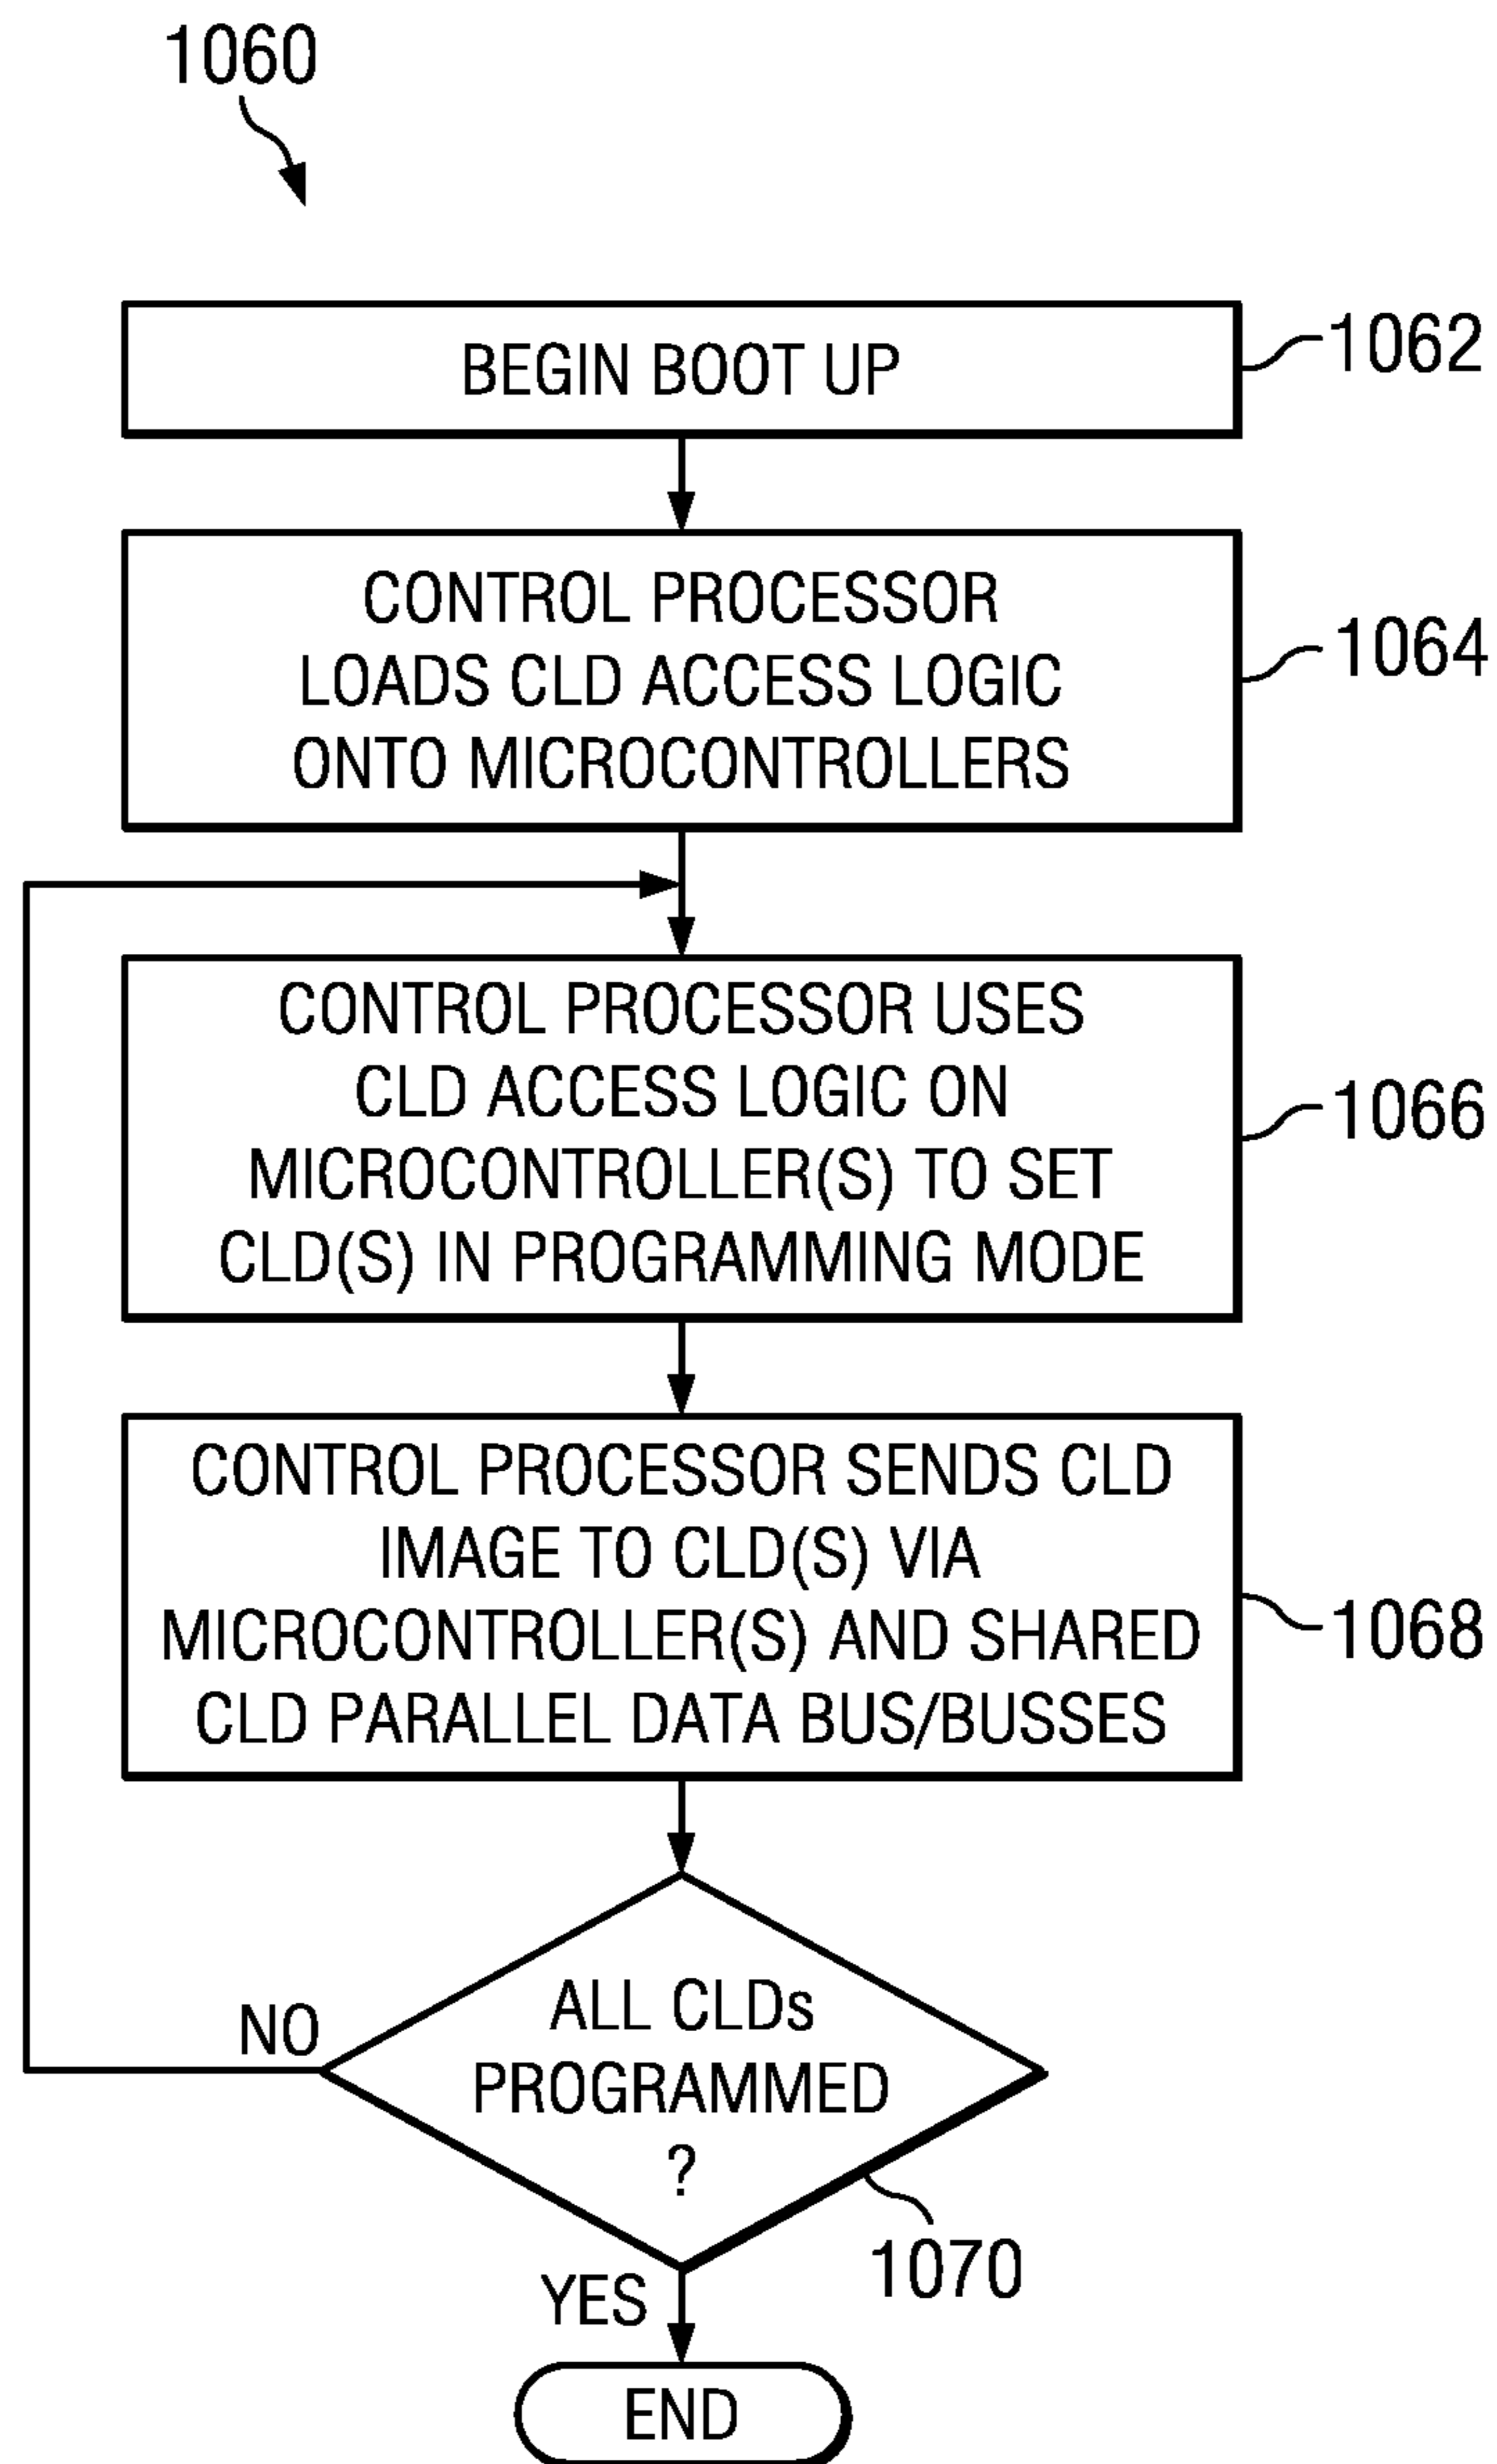 1060
BEGIN BOOT UP
1062
CONTROL PROCESSOR
LOADS CLD ACCESS LOGIC
ONTO MICROCONTROLLERS
1064
CONTROL PROCESSOR USES
CLD ACCESS LOGIC ON
MICROCONTROLLER(S) TO SET
CLD(S) IN PROGRAMMING MODE
1066
CONTROL PROCESSOR SENDS CLD
IMAGE TO CLD(S) VIA
MICROCONTROLLER(S) AND SHARED
CLD PARALLEL DATA BUS/BUSSES
1068
ALL CLDs
PROGRAMMED
?
NO
1070
YES
END